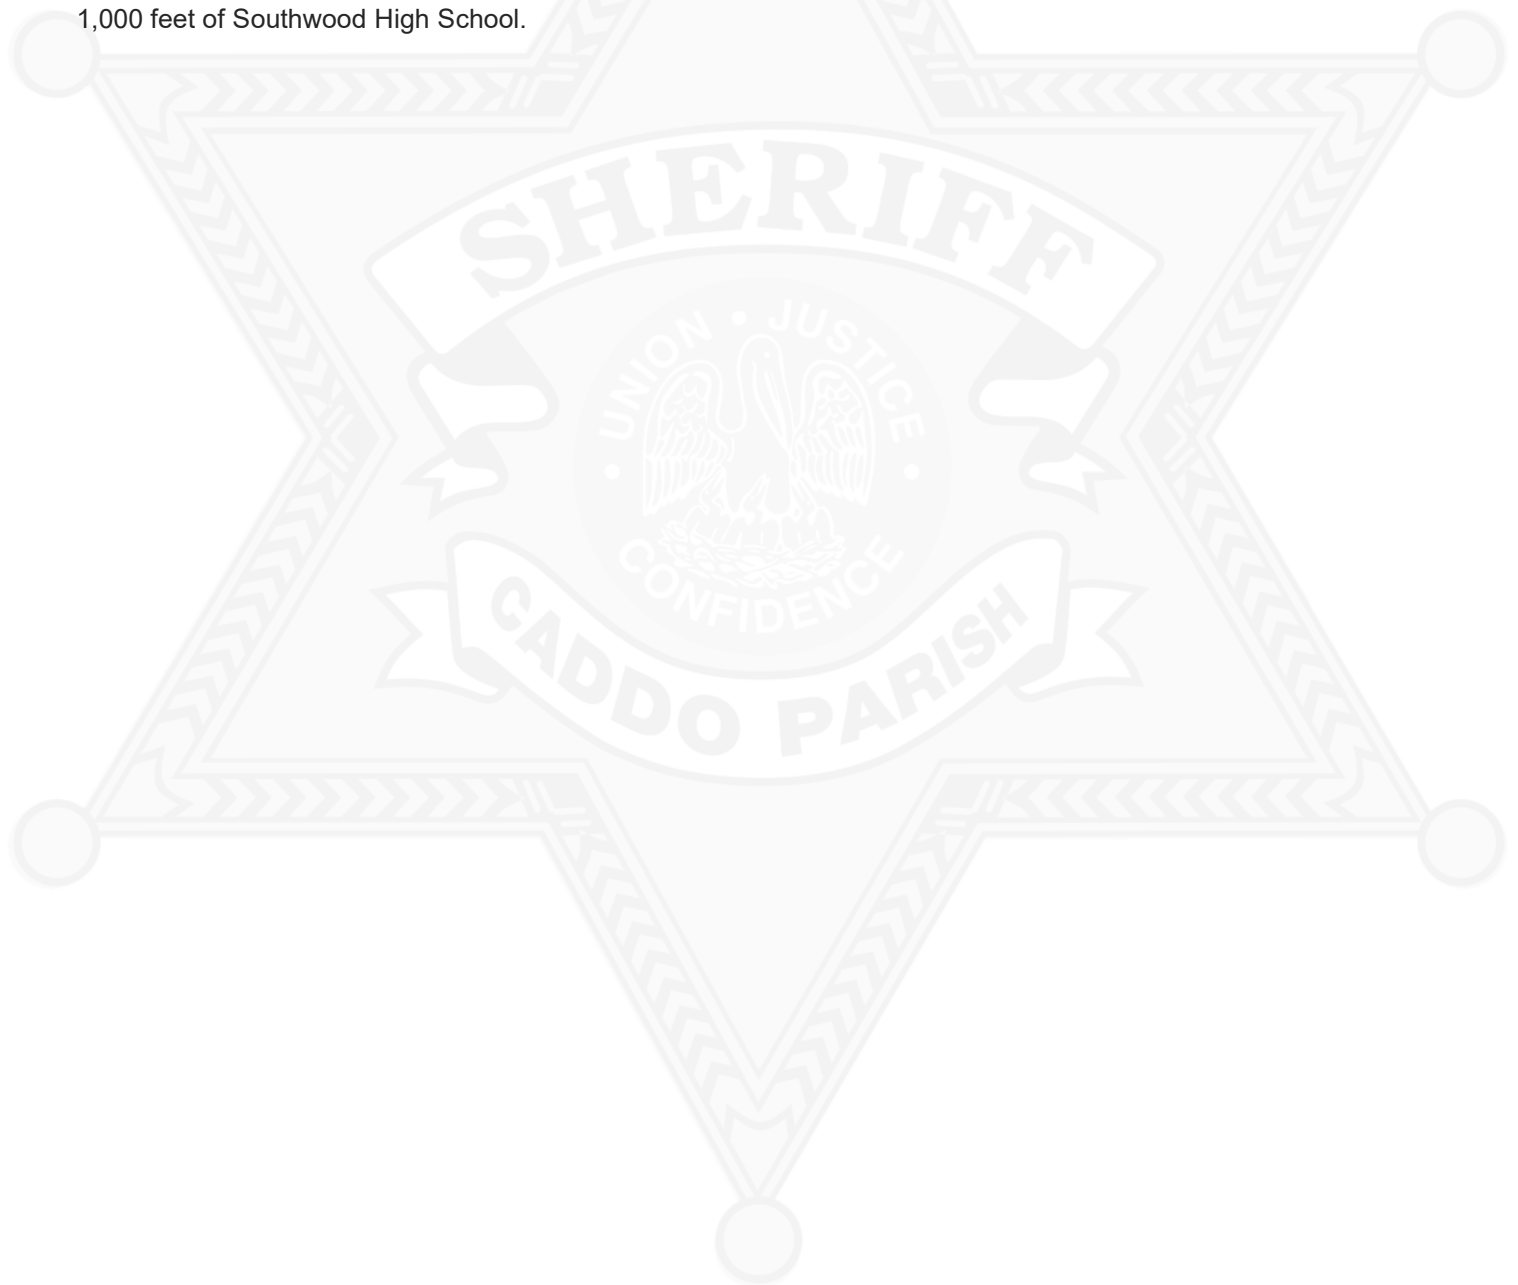 1,000 feet of Southwood High School.
SHERIFF
UNION • JUSTICE
• CONFIDENCE •
CADDO PARISH